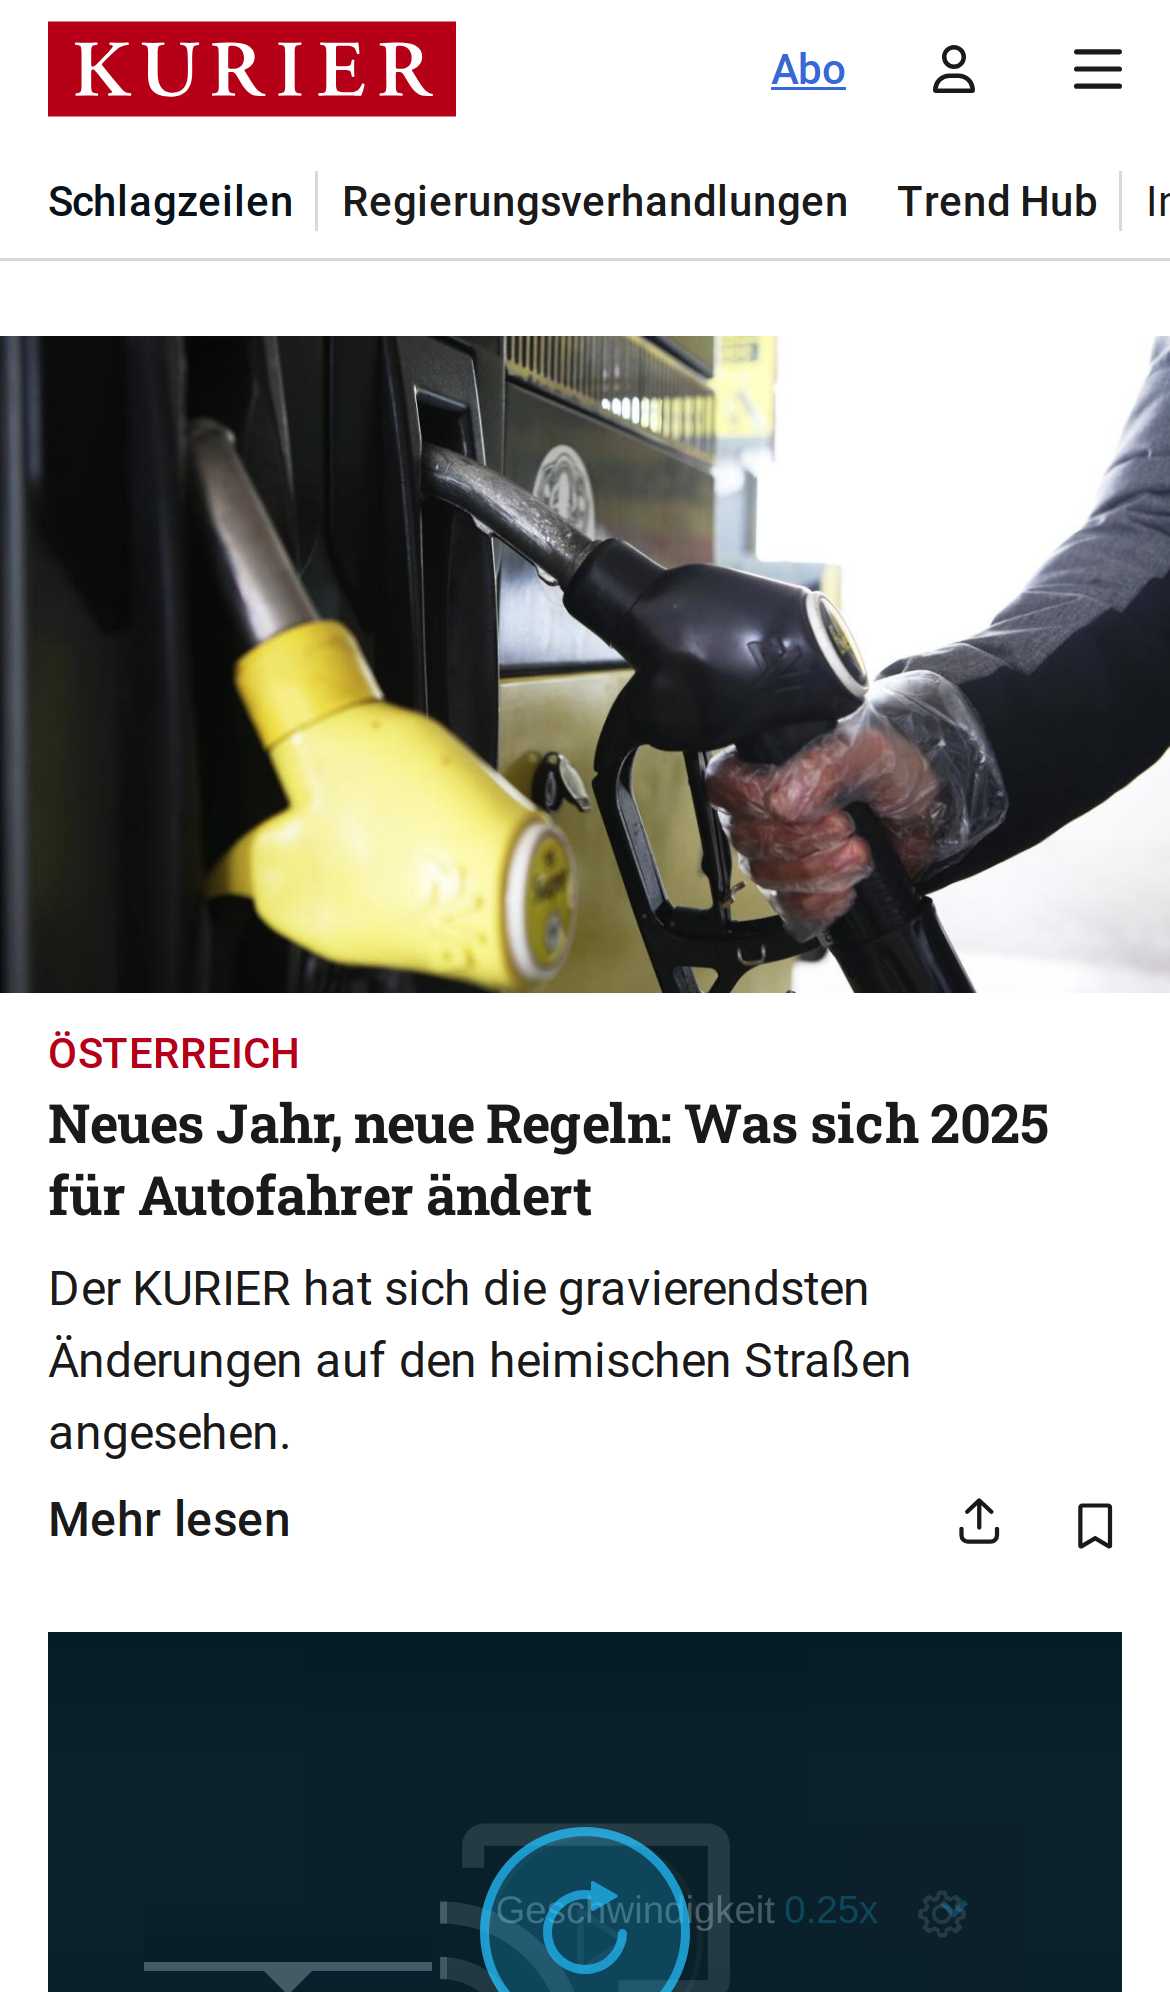 KURIER
Abo
Schlagzeilen
Regierungsverhandlungen
Trend Hub
ÖSTERREICH
Neues Jahr, neue Regeln: Was sich 2025
für Autofahrer ändert
Der KURIER hat sich die gravierendsten
Änderungen auf den heimischen Straßen
angesehen.
Mehr lesen
Geschwindigkeit 0.25x